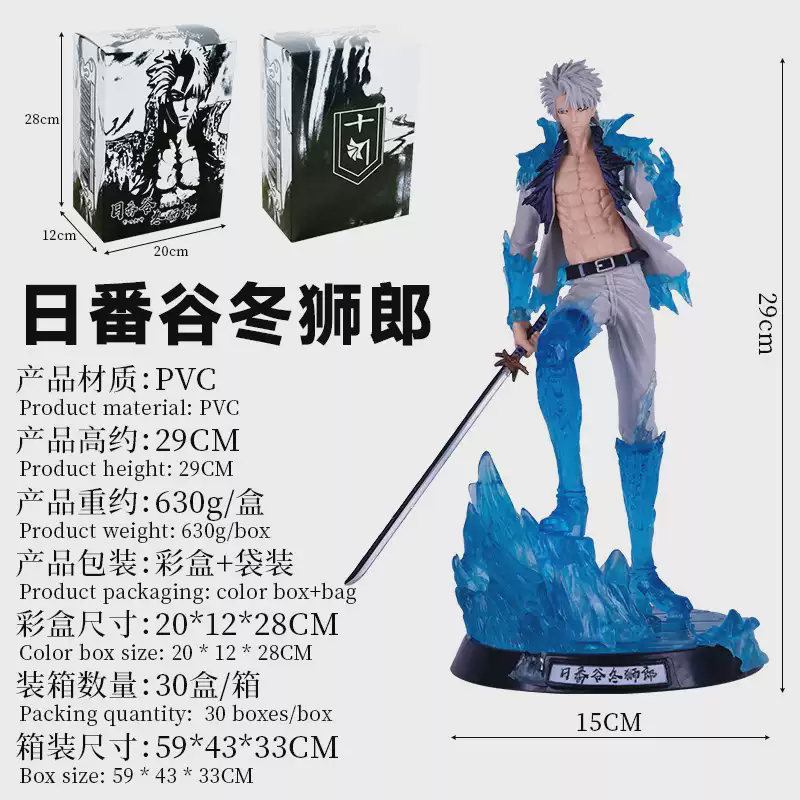 28cm
12cm
20cm
十
日番谷
冬獅郎
日番谷冬狮郎
产品材质:PVC
Product material: PVC
产品高约:29CM
Product height: 29CM
产品重约:630g/盒
Product weight: 630g/box
产品包装:彩盒+袋装
Product packaging: color box+bag
彩盒尺寸:20*12*28CM
Color box size: 20 * 12 * 28CM
装箱数量:30盒/箱
Packing quantity: 30 boxes/box
箱装尺寸:59*43*33CM
Box size: 59 * 43 * 33CM
29cm
日番谷冬獅郎
15CM